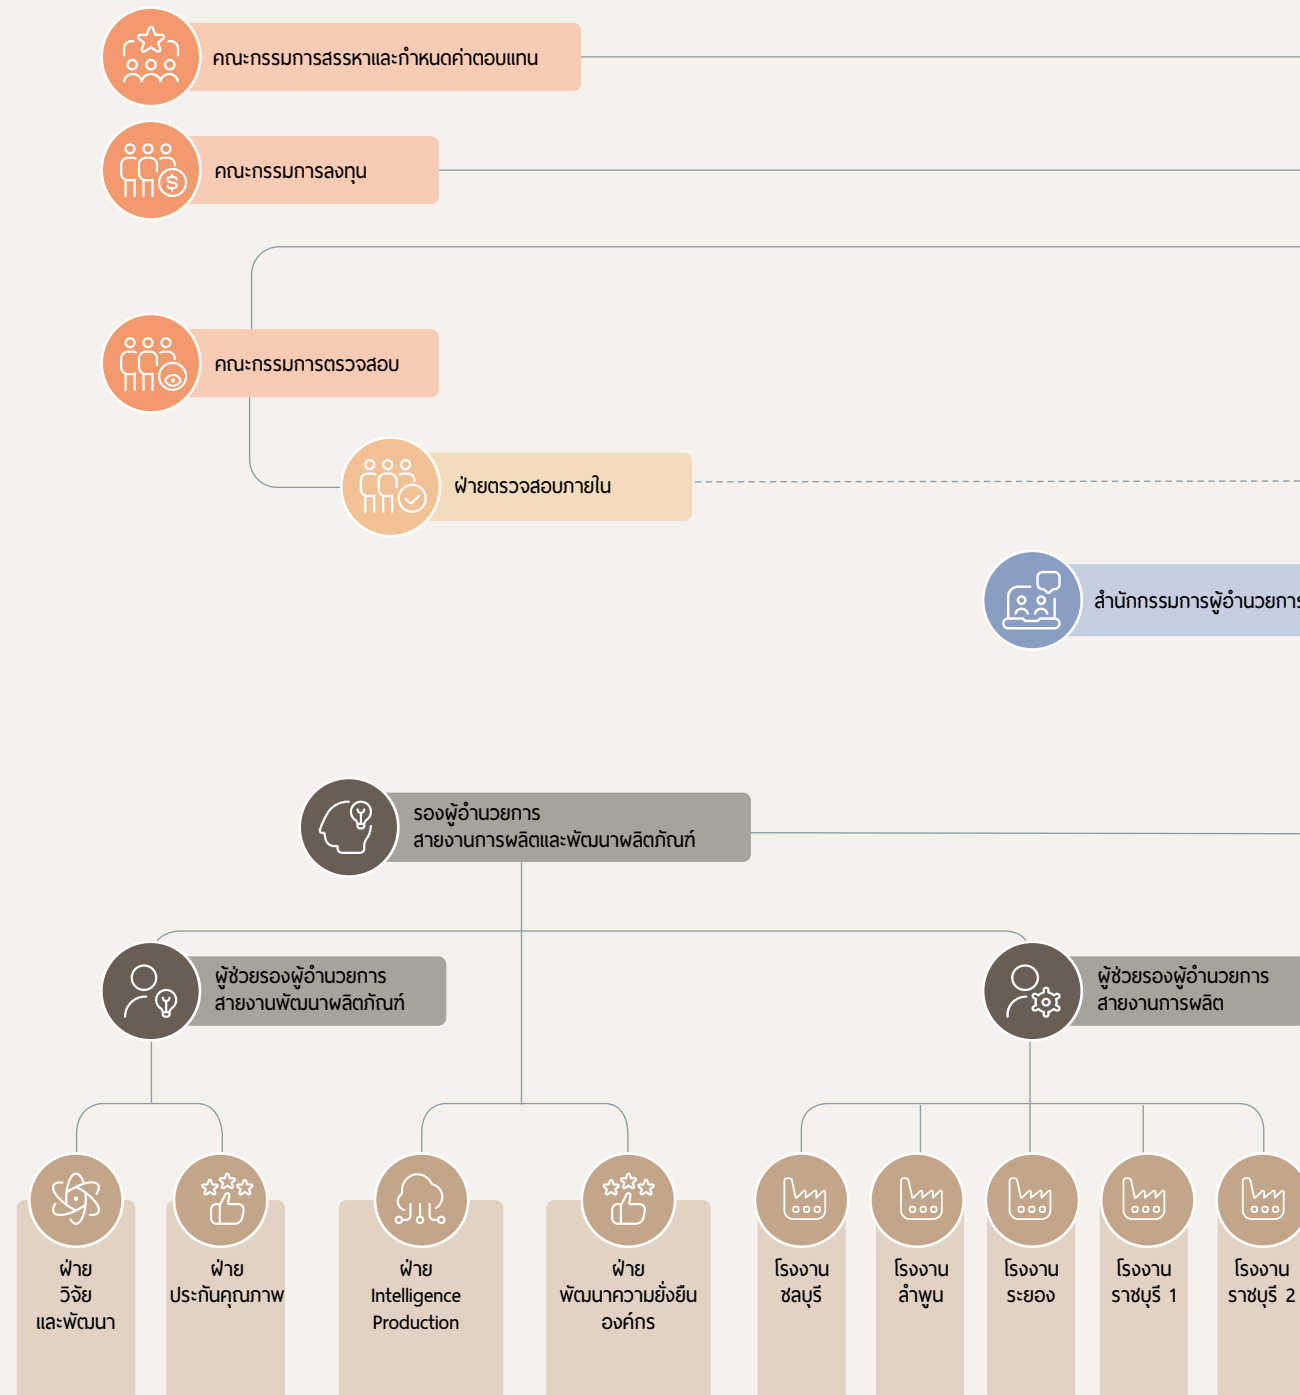 คณะกรรมการสรรหาและกำหนดค่าตอบแทน
คณะกรรมการลงทุน
คณะกรรมการตรวจสอบ
ฝ่ายตรวจสอบภายใน
สำนักกรรมการผู้อำนวยการ
รองผู้อำนวยการ
สายงานการผลิตและพัฒนาผลิตภัณฑ์
ผู้ช่วยรองผู้อำนวยการ
สายงานพัฒนาผลิตภัณฑ์
ผู้ช่วยรองผู้อำนวยการ
สายงานการผลิต
ฝ่าย
วิจัย
และพัฒนา
ฝ่าย
ประกันคุณภาพ
ฝ่าย
Intelligence
Production
ฝ่าย
พัฒนาความยั่งยืน
องค์กร
โรงงาน
ชลบุรี
โรงงาน
ลำพูน
โรงงาน
ระยอง
โรงงาน
ราชบุรี 1
โรงงาน
ราชบุรี 2